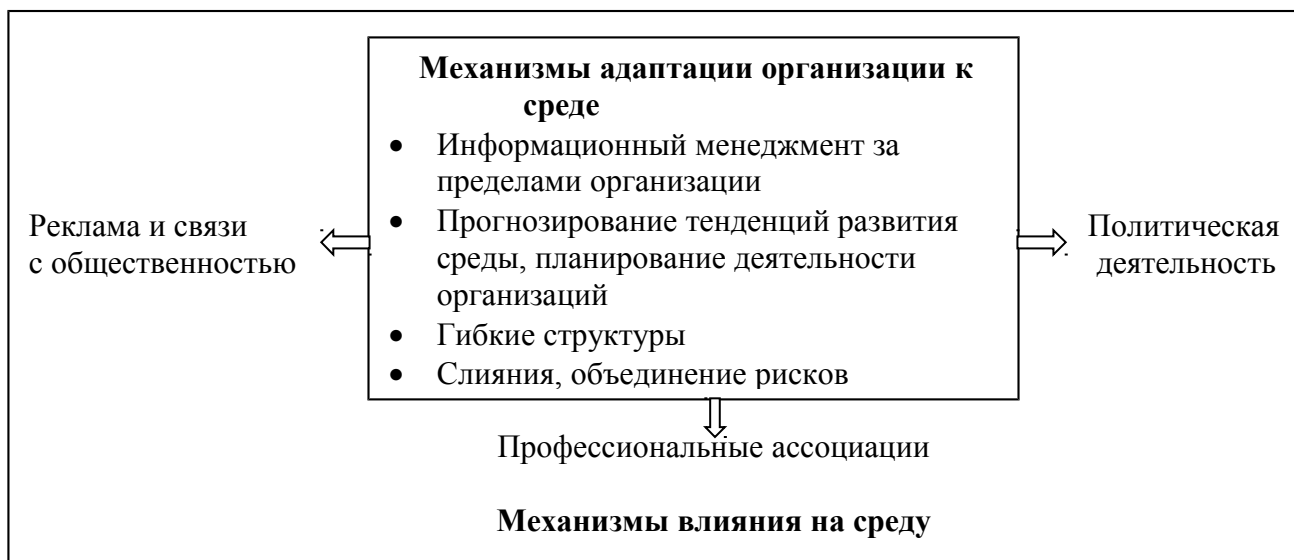 Механизмы адаптации организации к
среде
• Информационный менеджмент за
пределами организации
• Прогнозирование тенденций развития
среды, планирование деятельности
организаций
• Гибкие структуры
• Слияния, объединение рисков
Реклама и связи
с общественностью
Политическая
деятельность
Профессиональные ассоциации
Механизмы влияния на среду